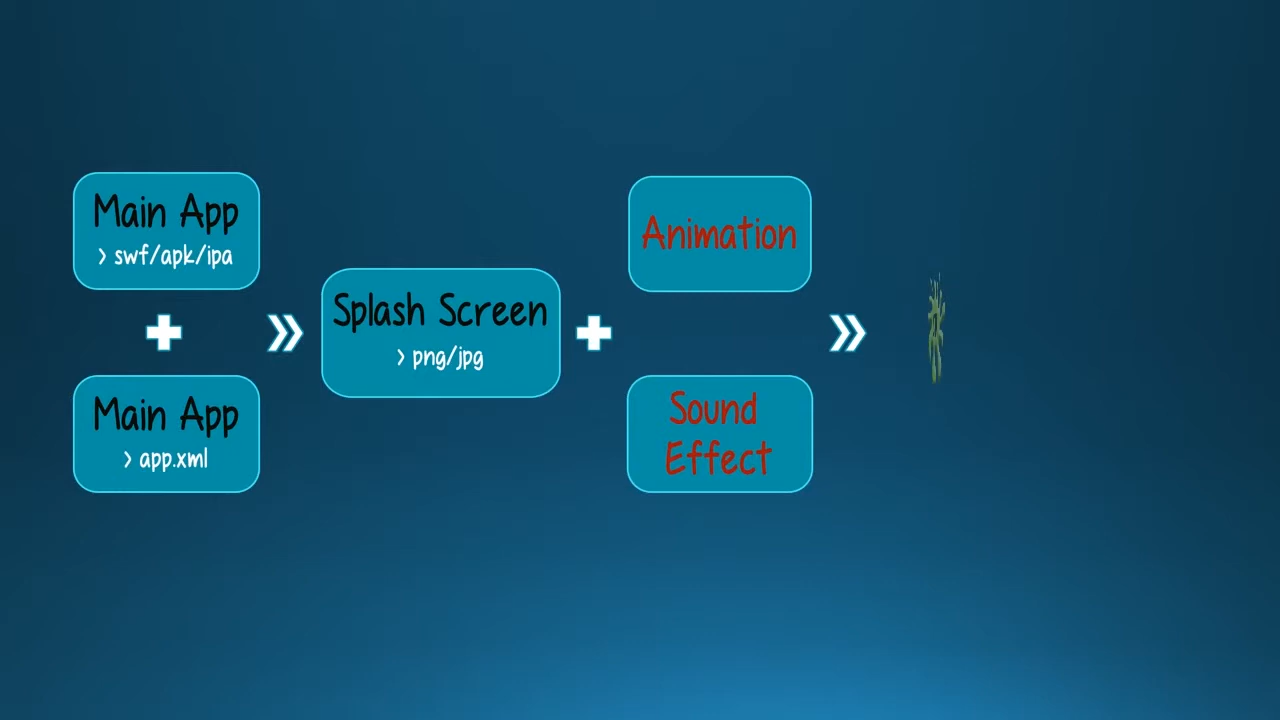 Main App
> swf/apk/ipa
Main App
> app.xml
Splash Screen
> png/jpg
Animation
Sound
Effect